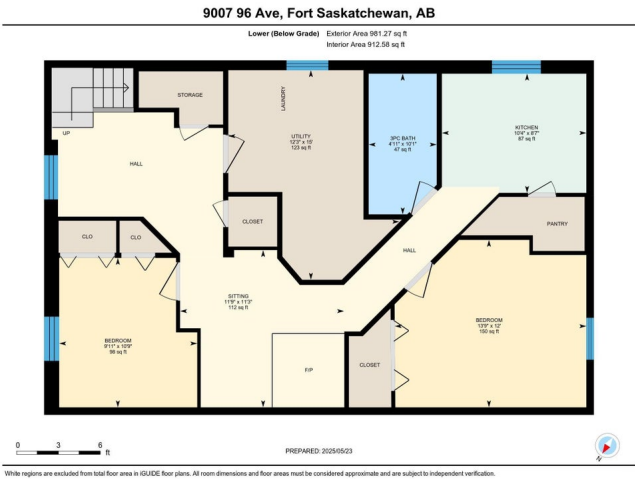 9007 96 Ave, Fort Saskatchewan, AB
Lower (Below Grade) Exterior Area 981.27 sq ft
Interior Area 912.58 sq ft
STORAGE
LAUNDRY
UTILITY
12'3" x 15'
123 sq ft
3PC BATH
4'11" x 10'1"
47 sq ft
KITCHEN
10'4" x 8'7"
87 sq ft
UP
HALL
CLOSET
PANTRY
CLO
CLO
HALL
SITTING
11'9" x 11'3"
112 sq ft
BEDROOM
9'11" x 10'9"
96 sq ft
BEDROOM
13'9" x 12'
150 sq ft
F/P
CLOSET
0 3 6
ft
PREPARED: 2025/05/23
N
White regions are excluded from total floor area in iGUIDE floor plans. All room dimensions and floor areas must be considered approximate and are subject to independent verification.